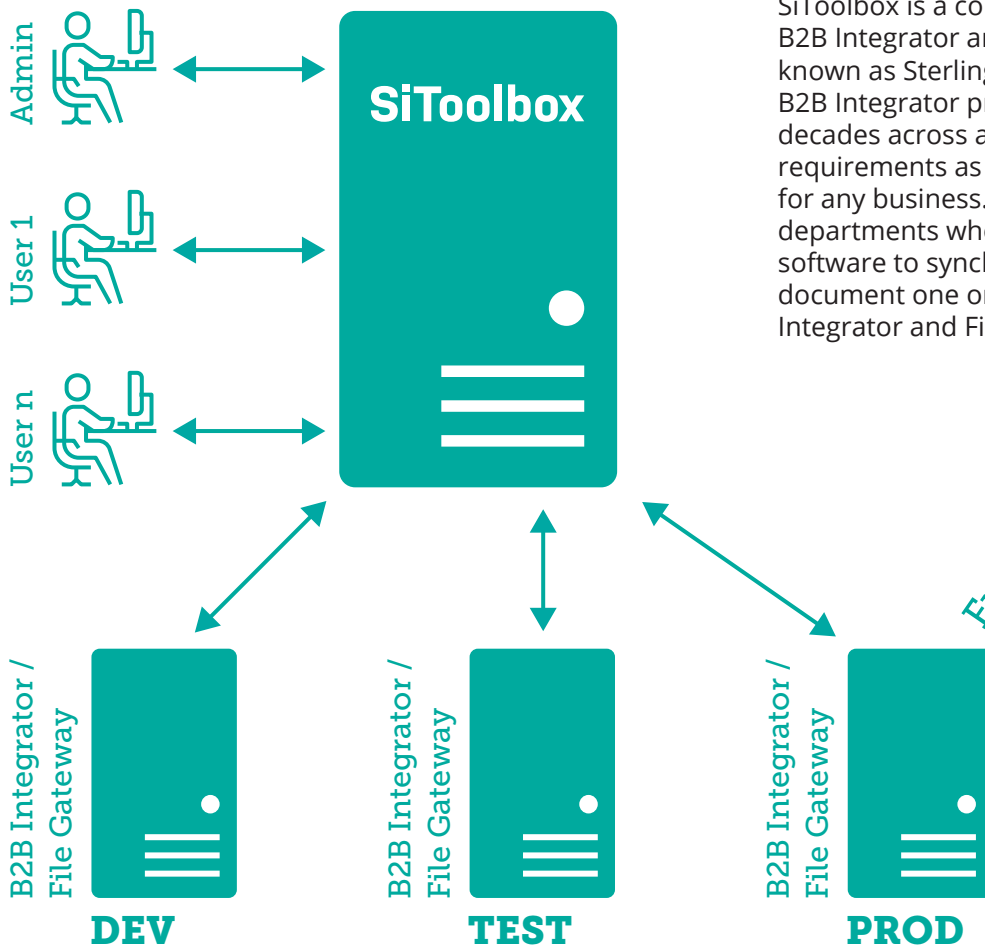 Admin
SiToolbox
User 1
User n
SiToolbox is a co
B2B Integrator an
known as Sterling
B2B Integrator pr
decades across a
requirements as
for any business.
departments whe
software to syncl
document one or
Integrator and Fi
B2B Integrator /
File Gateway
DEV
B2B Integrator /
File Gateway
TEST
B2B Integrator /
File Gateway
PROD